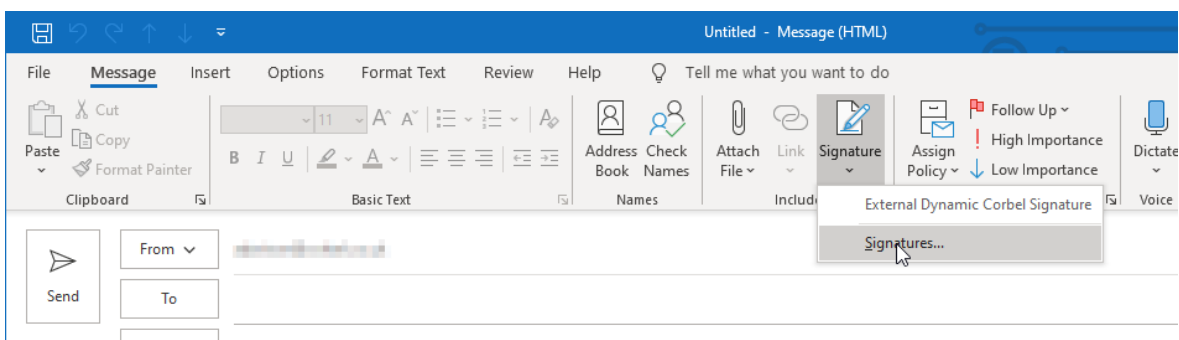 Untitled - Message (HTML)
File Message Insert Options Format Text Review Help Tell me what you want to do
Paste
Cut
Copy
Format Painter
Clipboard
11
B I U
Basic Text
Address Book
Check Names
Names
Attach File
Link
Signature
Includ
External Dynamic Corbel Signature
Signatures...
Assign Policy
Follow Up
High Importance
Low Importance
Dictate
Voice
Send
From
To